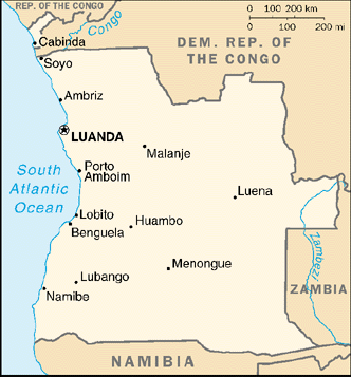 REP. OF THE CONGO
Cabinda
Congo
Soyo
DEM. REP. OF
THE CONGO
0 100 200 km
0 100 200 mi
Ambriz
LUANDA
Malanje
Porto
Amboim
South
Atlantic
Ocean
Luena
Lobito
Benguela
Huambo
Zambezi
Menongue
Lubango
Namibe
ZAMBIA
NAMIBIA